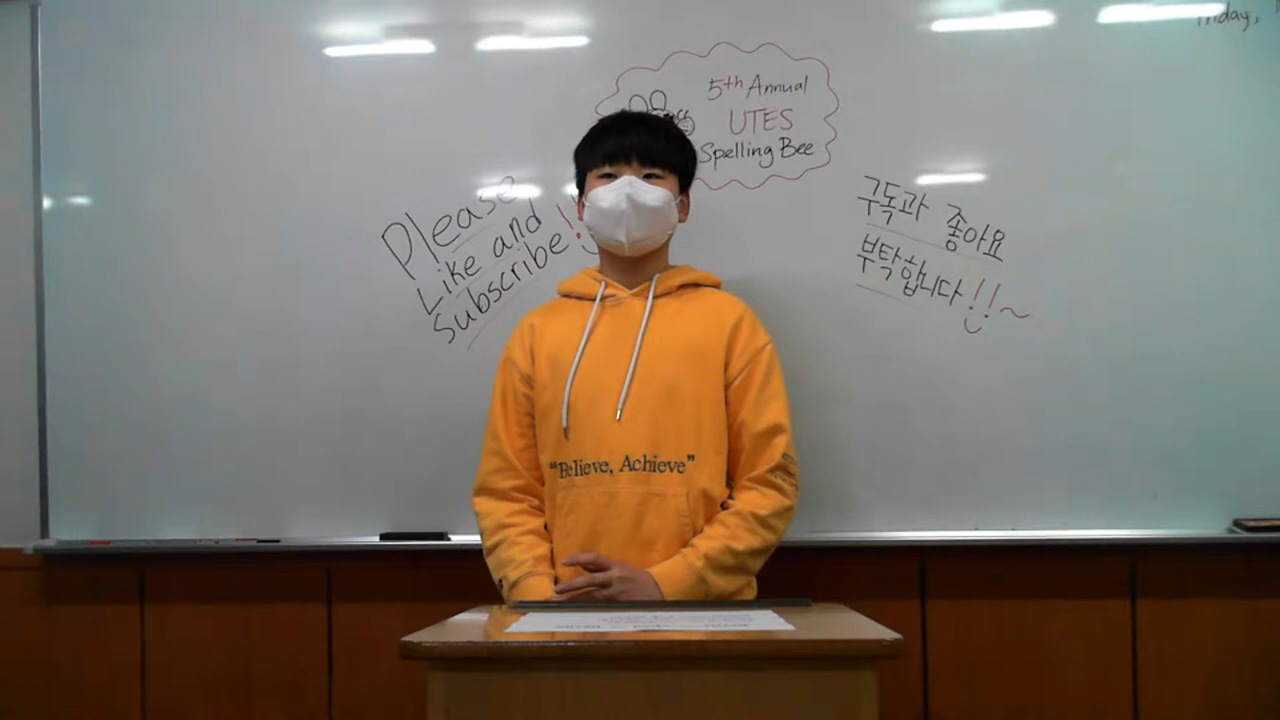 5th Annual
UTES
Spelling Bee
Please
Like and
Subscribe!!
구독과 좋아요
부탁합니다!!~
"Believe, Achieve"